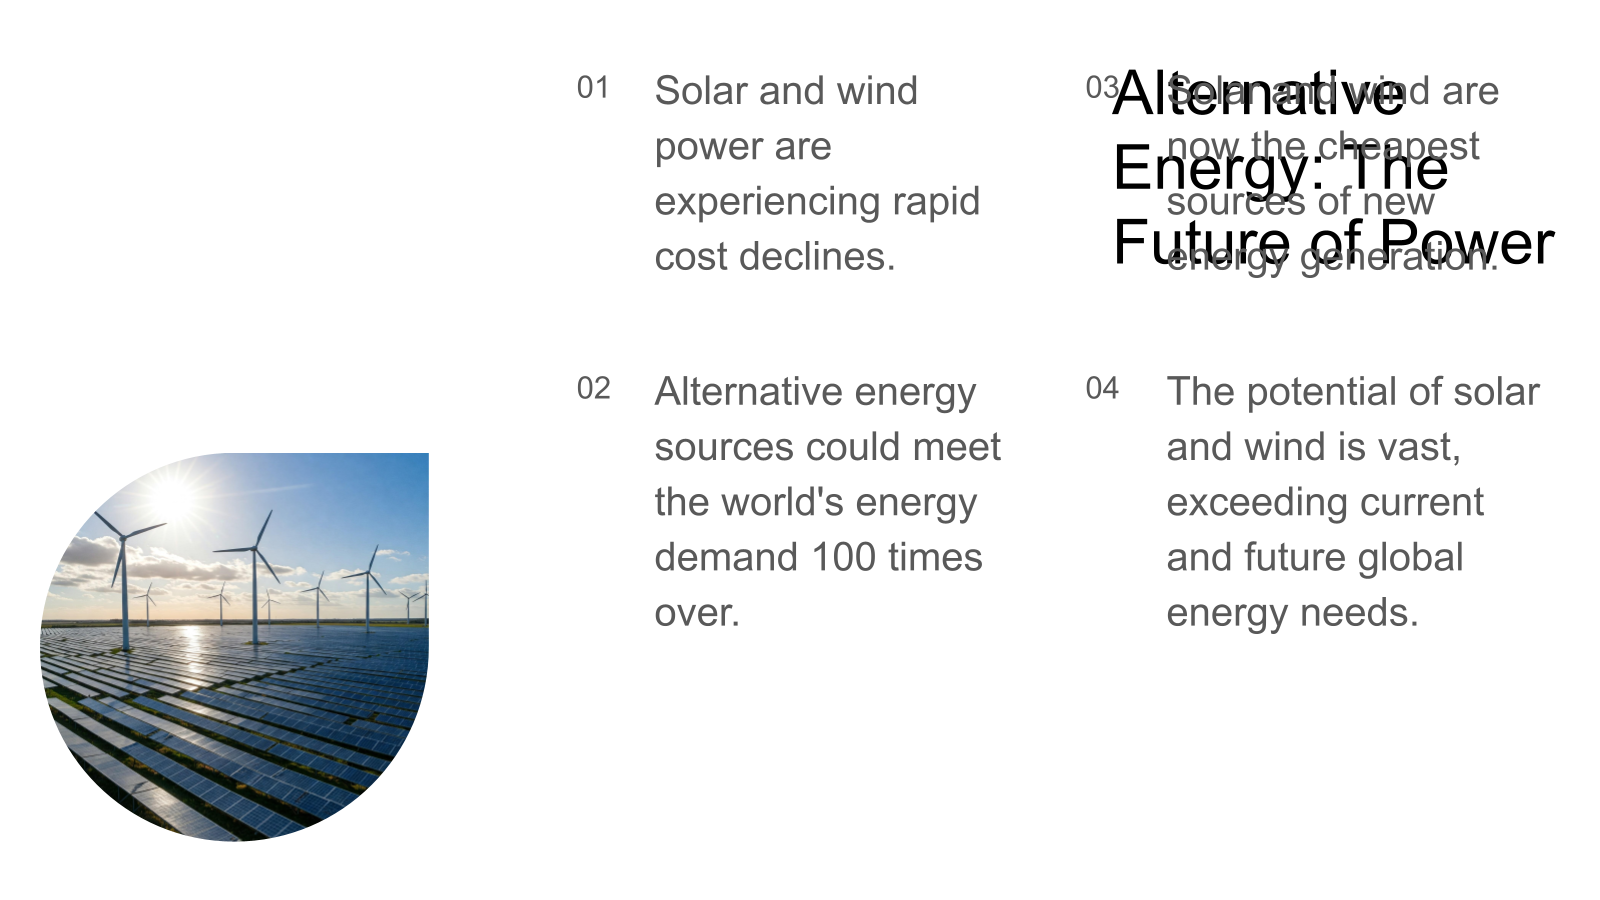 Alternative
Energy: The
Future of Power
01
Solar and wind
power are
experiencing rapid
cost declines.
02
Alternative energy
sources could meet
the world's energy
demand 100 times
over.
03
Solar and wind are
now the cheapest
sources of new
energy generation.
04
The potential of solar
and wind is vast,
exceeding current
and future global
energy needs.